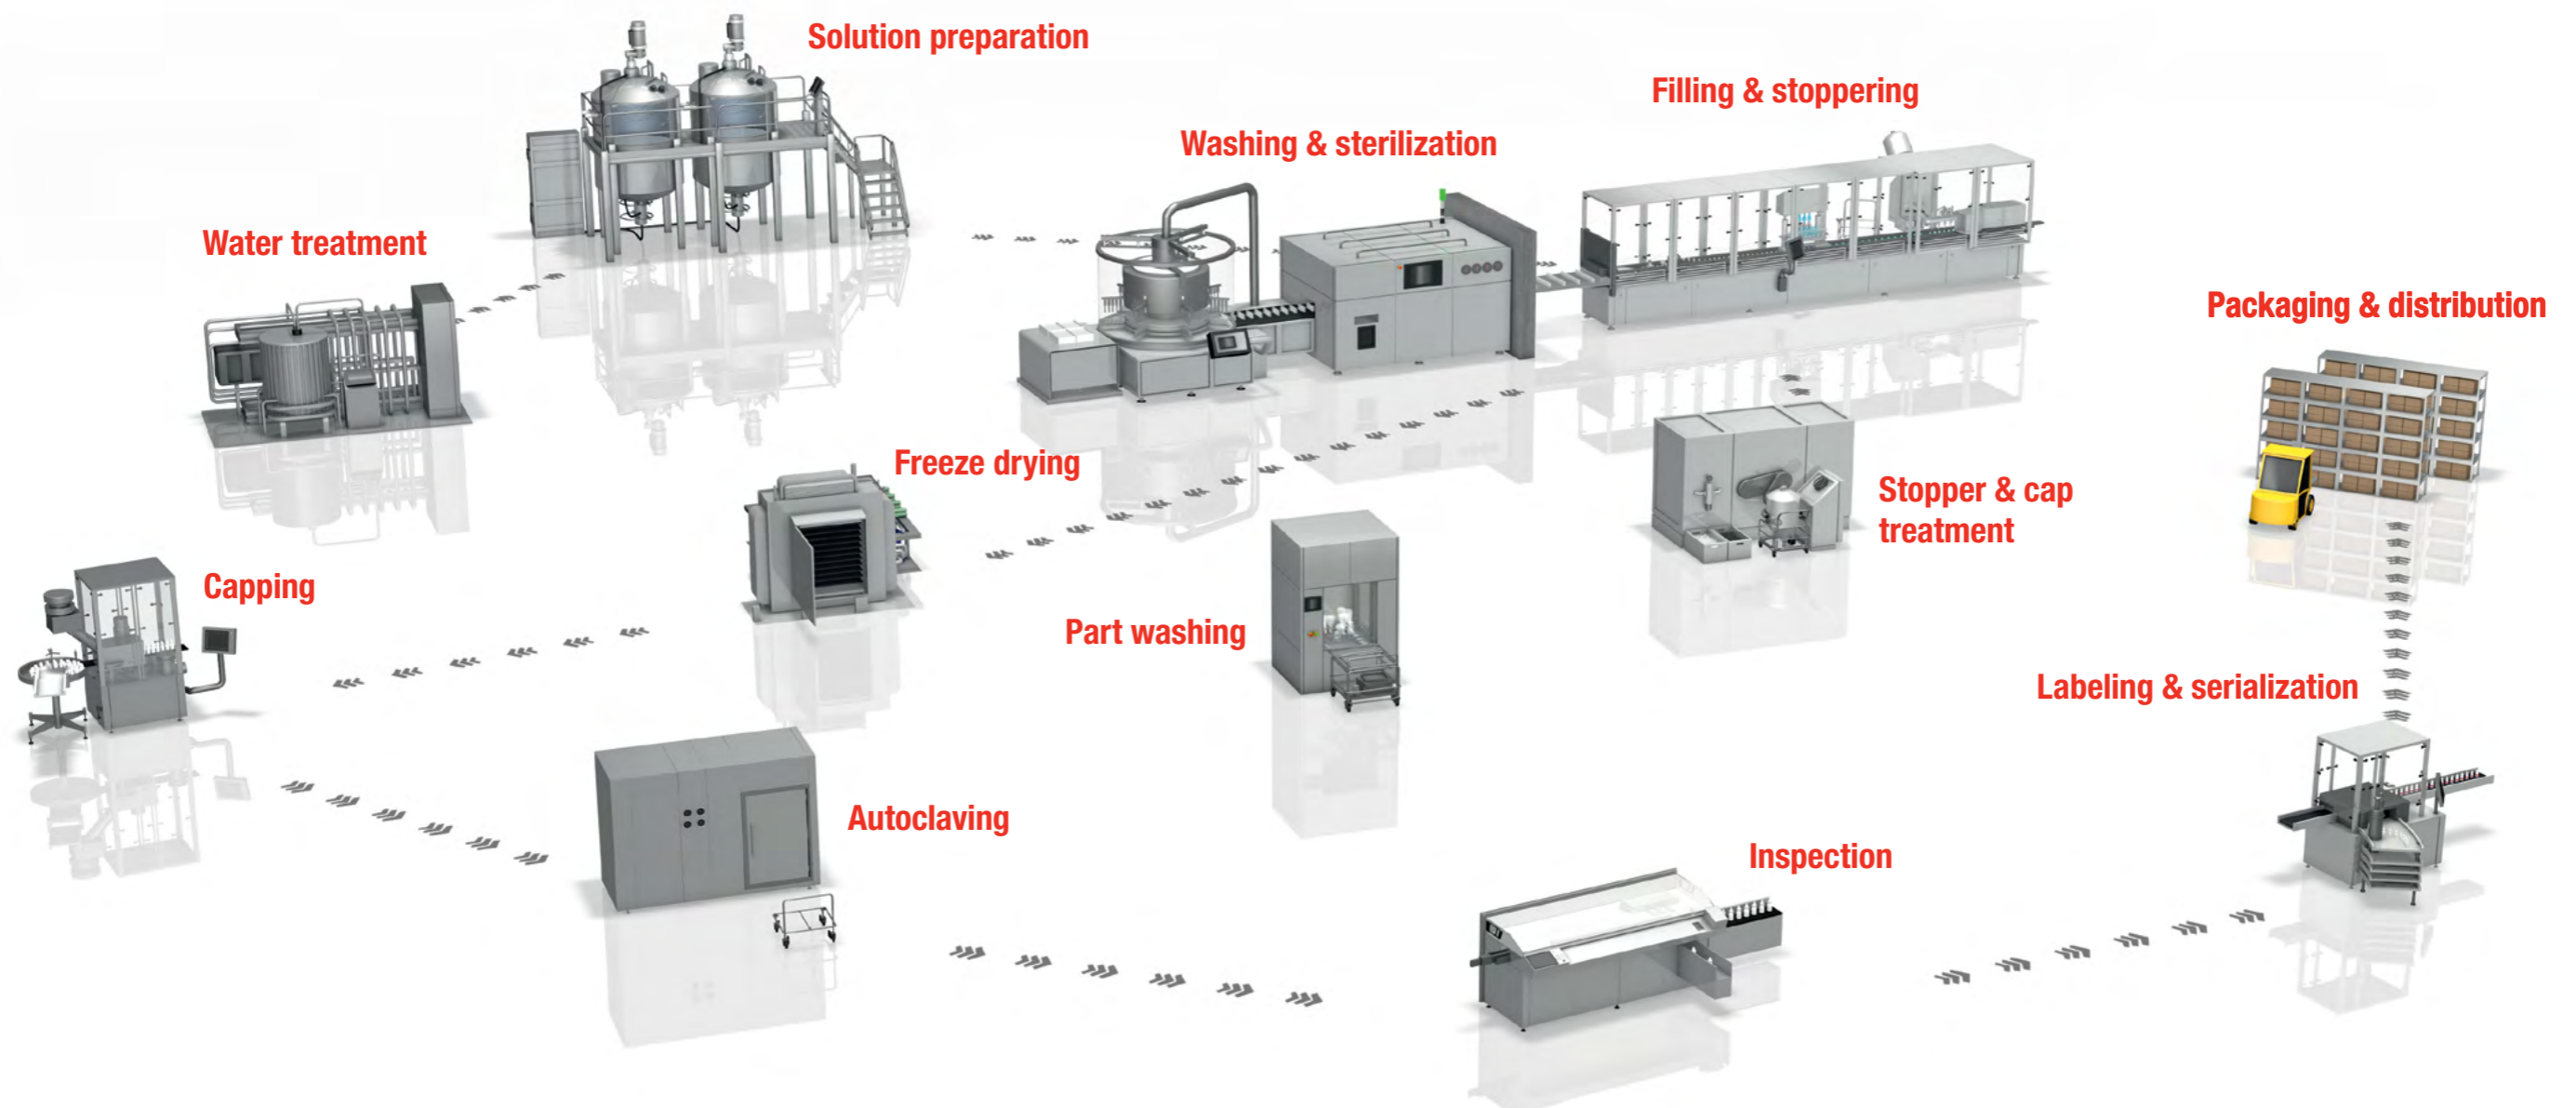 Solution preparation
Filling & stoppering
Washing & sterilization
Water treatment
Packaging & distribution
Freeze drying
Stopper & cap
treatment
Capping
Part washing
Labeling & serialization
Autoclaving
Inspection